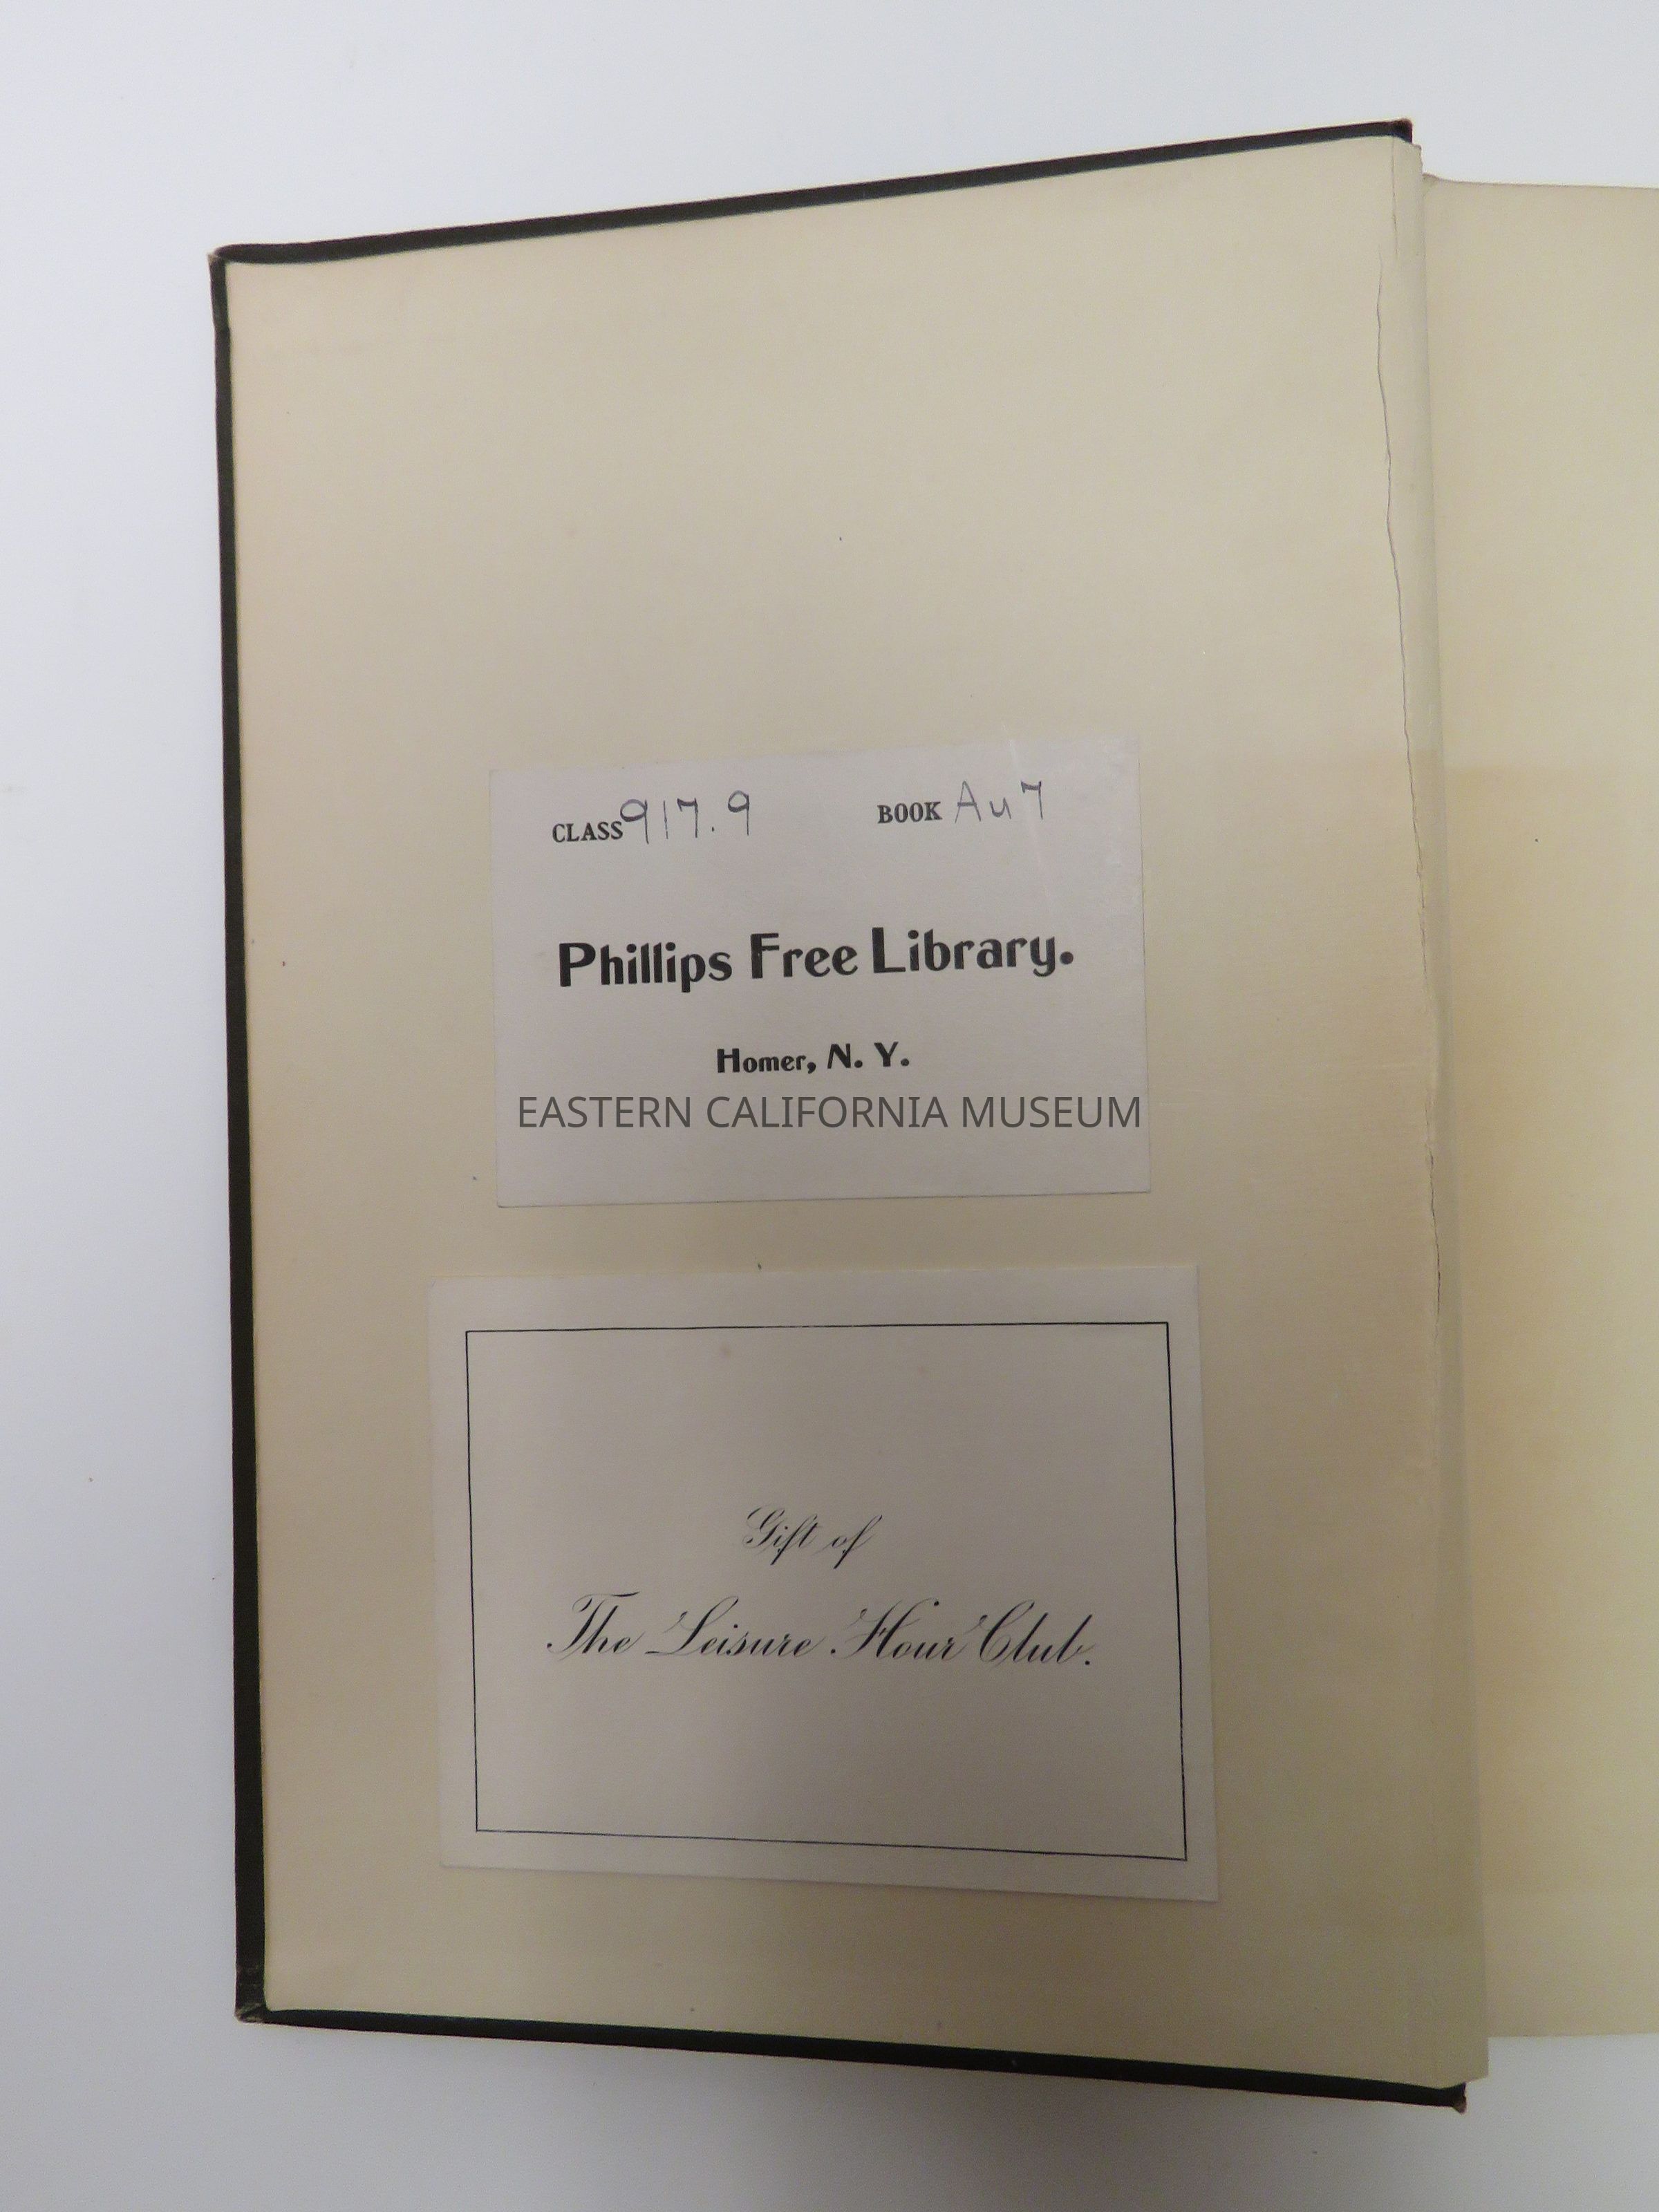 CLASS 917.9 BOOK Au7
Phillips Free Library.
Homer, N. Y.
EASTERN CALIFORNIA MUSEUM
Gift of
The Leisure Hour Club.